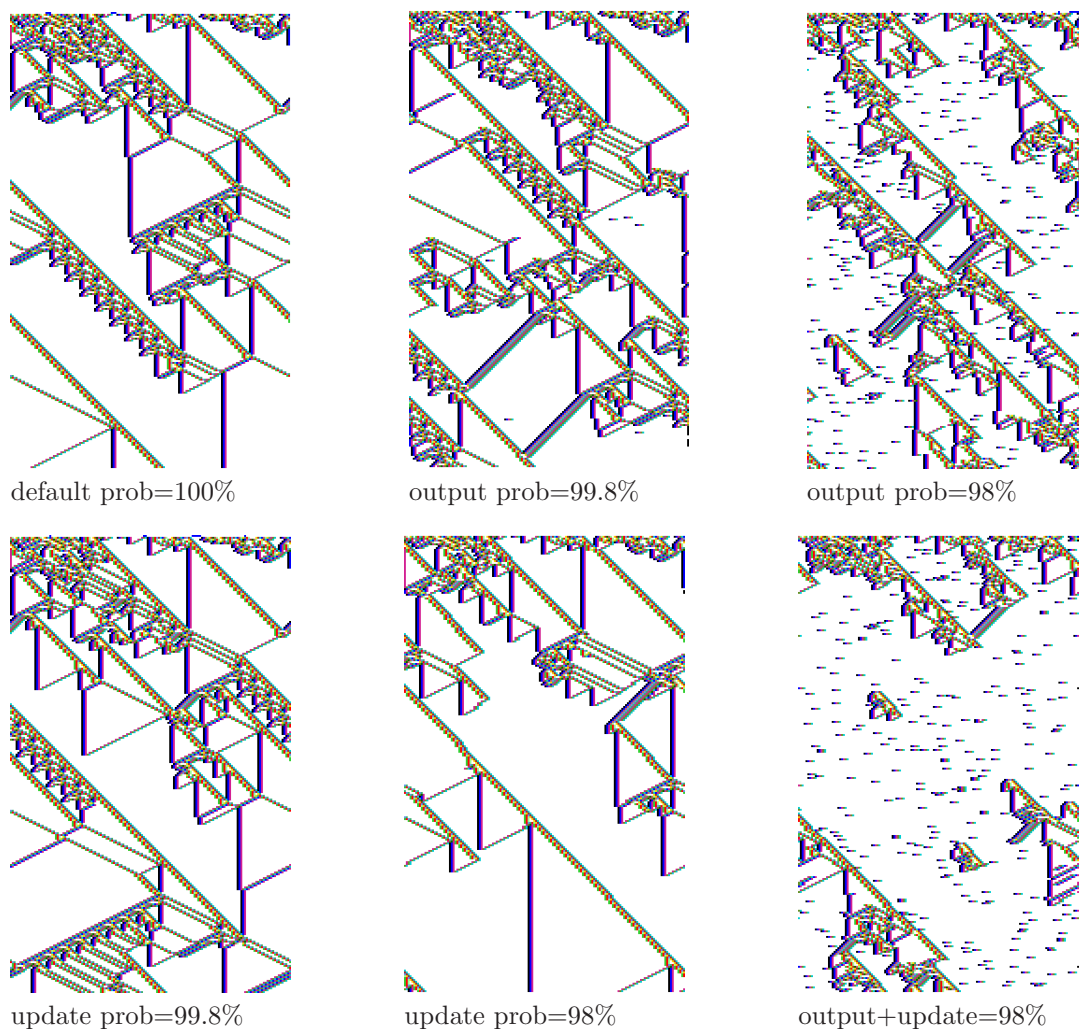 default prob=100%
output prob=99.8%
output prob=98%
update prob=99.8%
update prob=98%
output+update=98%